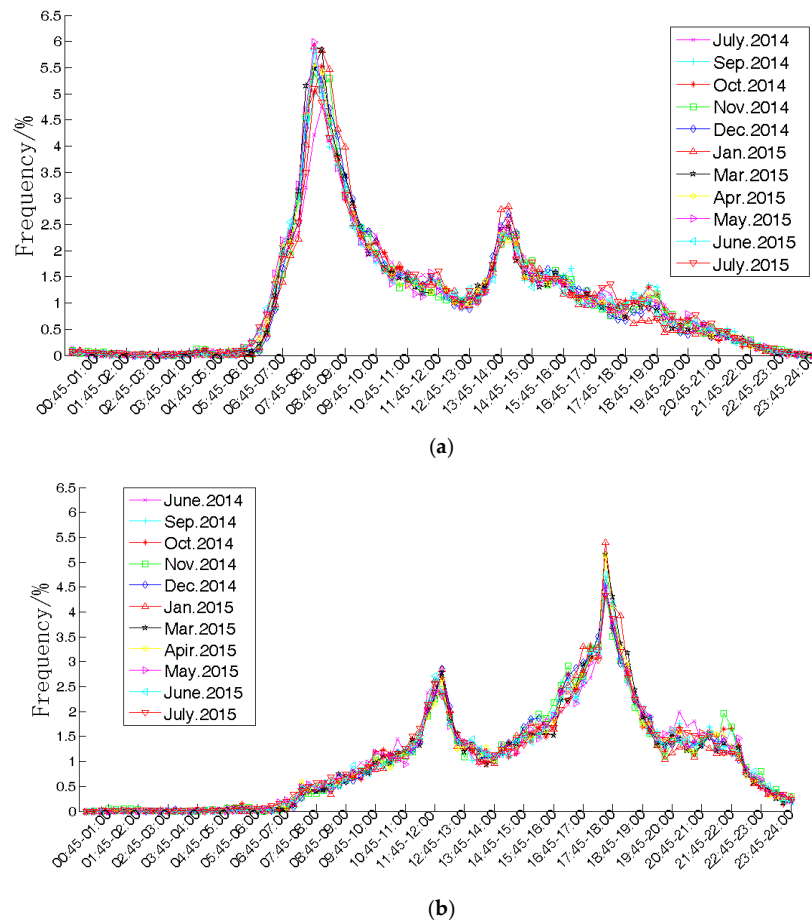 6.5
6
5.5
5
4.5
4
3.5
3
2.5
2
1.5
1
0.5
0
Frequency/%
July.2014
Sep.2014
Oct.2014
Nov.2014
Dec.2014
Jan.2015
Mar.2015
Apr.2015
May.2015
June.2015
July.2015
00:45-01:00
01:45-02:00
02:45-03:00
03:45-04:00
04:45-05:00
05:45-06:00
06:45-07:00
07:45-08:00
08:45-09:00
09:45-10:00
10:45-11:00
11:45-12:00
12:45-13:00
13:45-14:00
14:45-15:00
15:45-16:00
16:45-17:00
17:45-18:00
18:45-19:00
19:45-20:00
20:45-21:00
21:45-22:00
22:45-23:00
23:45-24:00
(a)
6.5
6
5.5
5
4.5
4
3.5
3
2.5
2
1.5
1
0.5
0
Frequency/%
June.2014
Sep.2014
Oct.2014
Nov.2014
Dec.2014
Jan.2015
Mar.2015
Apir.2015
May.2015
June.2015
July.2015
00:45-01:00
01:45-02:00
02:45-03:00
03:45-04:00
04:45-05:00
05:45-06:00
06:45-07:00
07:45-08:00
08:45-09:00
09:45-10:00
10:45-11:00
11:45-12:00
12:45-13:00
13:45-14:00
14:45-15:00
15:45-16:00
16:45-17:00
17:45-18:00
18:45-19:00
19:45-20:00
20:45-21:00
21:45-22:00
22:45-23:00
23:45-24:00
(b)